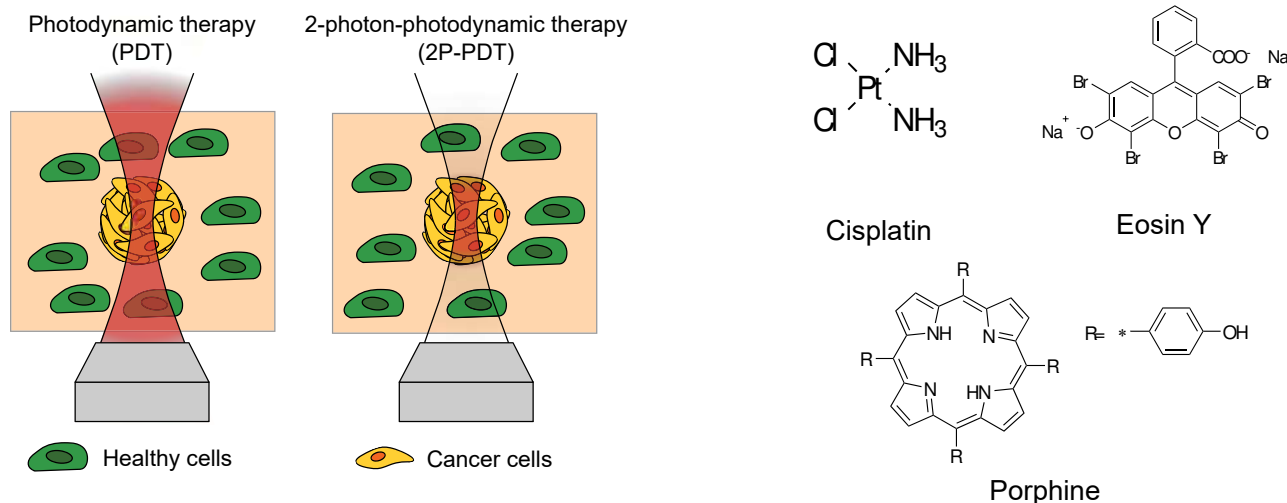 Photodynamic therapy
(PDT)
2-photon-photodynamic therapy
(2P-PDT)
Healthy cells
Cancer cells
Cl
NH3
Pt
Cl
NH3
Cisplatin
COO- Na
Br
Br
Na+ -O
O
O
Br
Br
Eosin Y
R
NH
N
R
R
N
HN
R
R= *
OH
Porphine